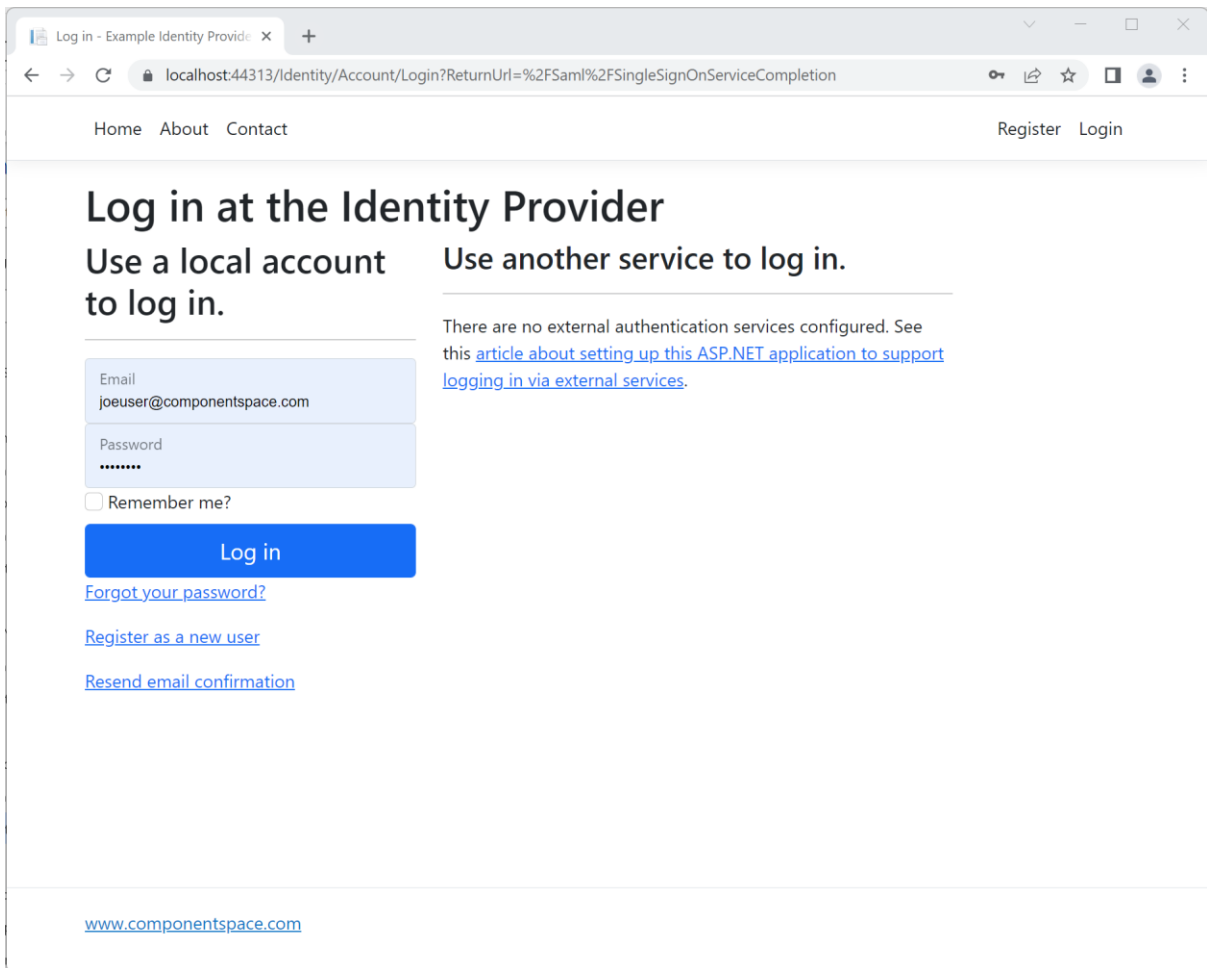 Log in - Example Identity Provide
localhost:44313/Identity/Account/Login?ReturnUrl=%2FSaml%2FSingleSignOnServiceCompletion
Home About Contact Register Login
Log in at the Identity Provider
Use a local account
to log in.
Email
joeuser@componentspace.com
Password
••••••••
Remember me?
Log in
Forgot your password?
Register as a new user
Resend email confirmation
Use another service to log in.
There are no external authentication services configured. See
this article about setting up this ASP.NET application to support
logging in via external services.
www.componentspace.com